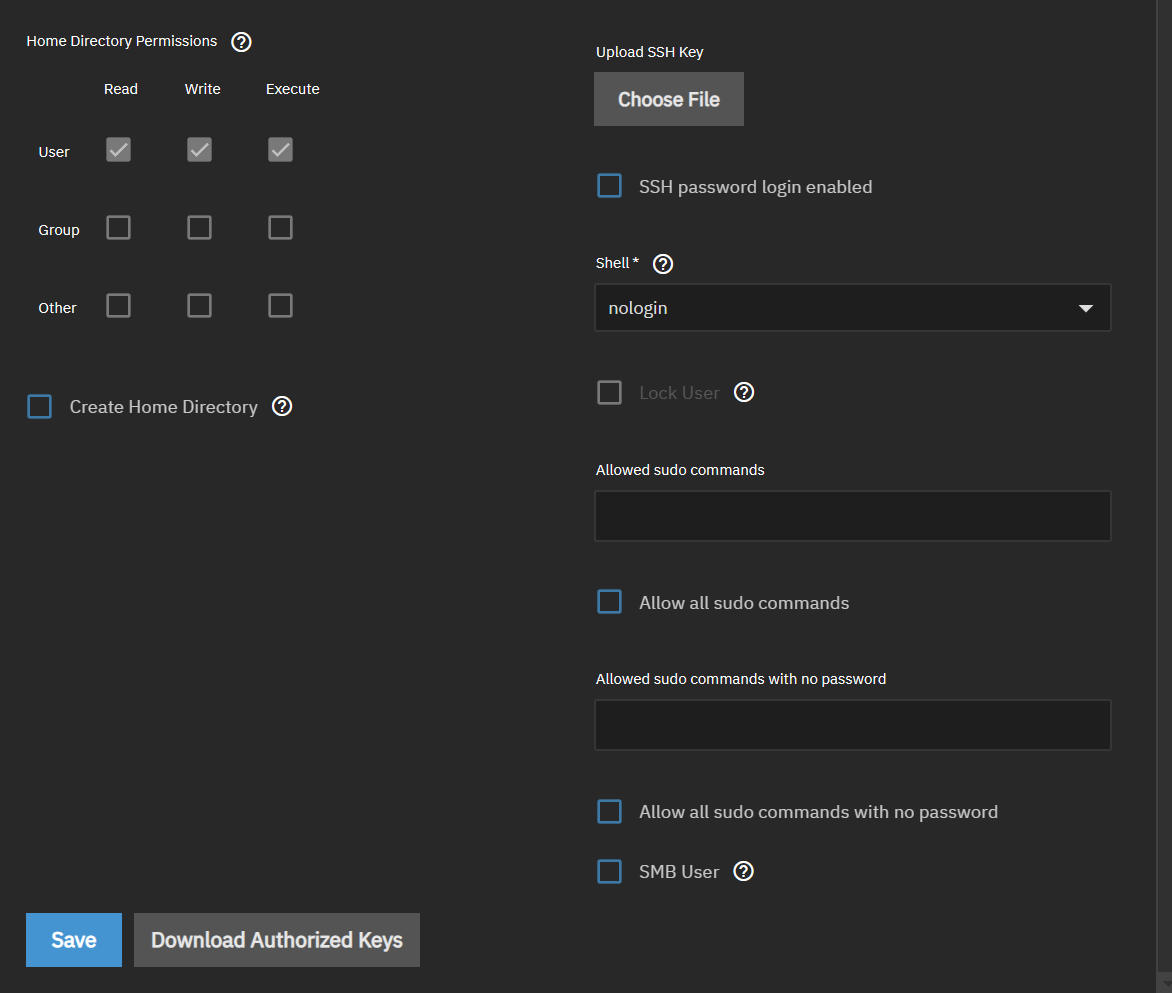 Home Directory Permissions
Read Write Execute
User
Group
Other
Create Home Directory
Upload SSH Key
Choose File
SSH password login enabled
Shell *
nologin
Lock User
Allowed sudo commands
Allow all sudo commands
Allowed sudo commands with no password
Allow all sudo commands with no password
SMB User
Save
Download Authorized Keys